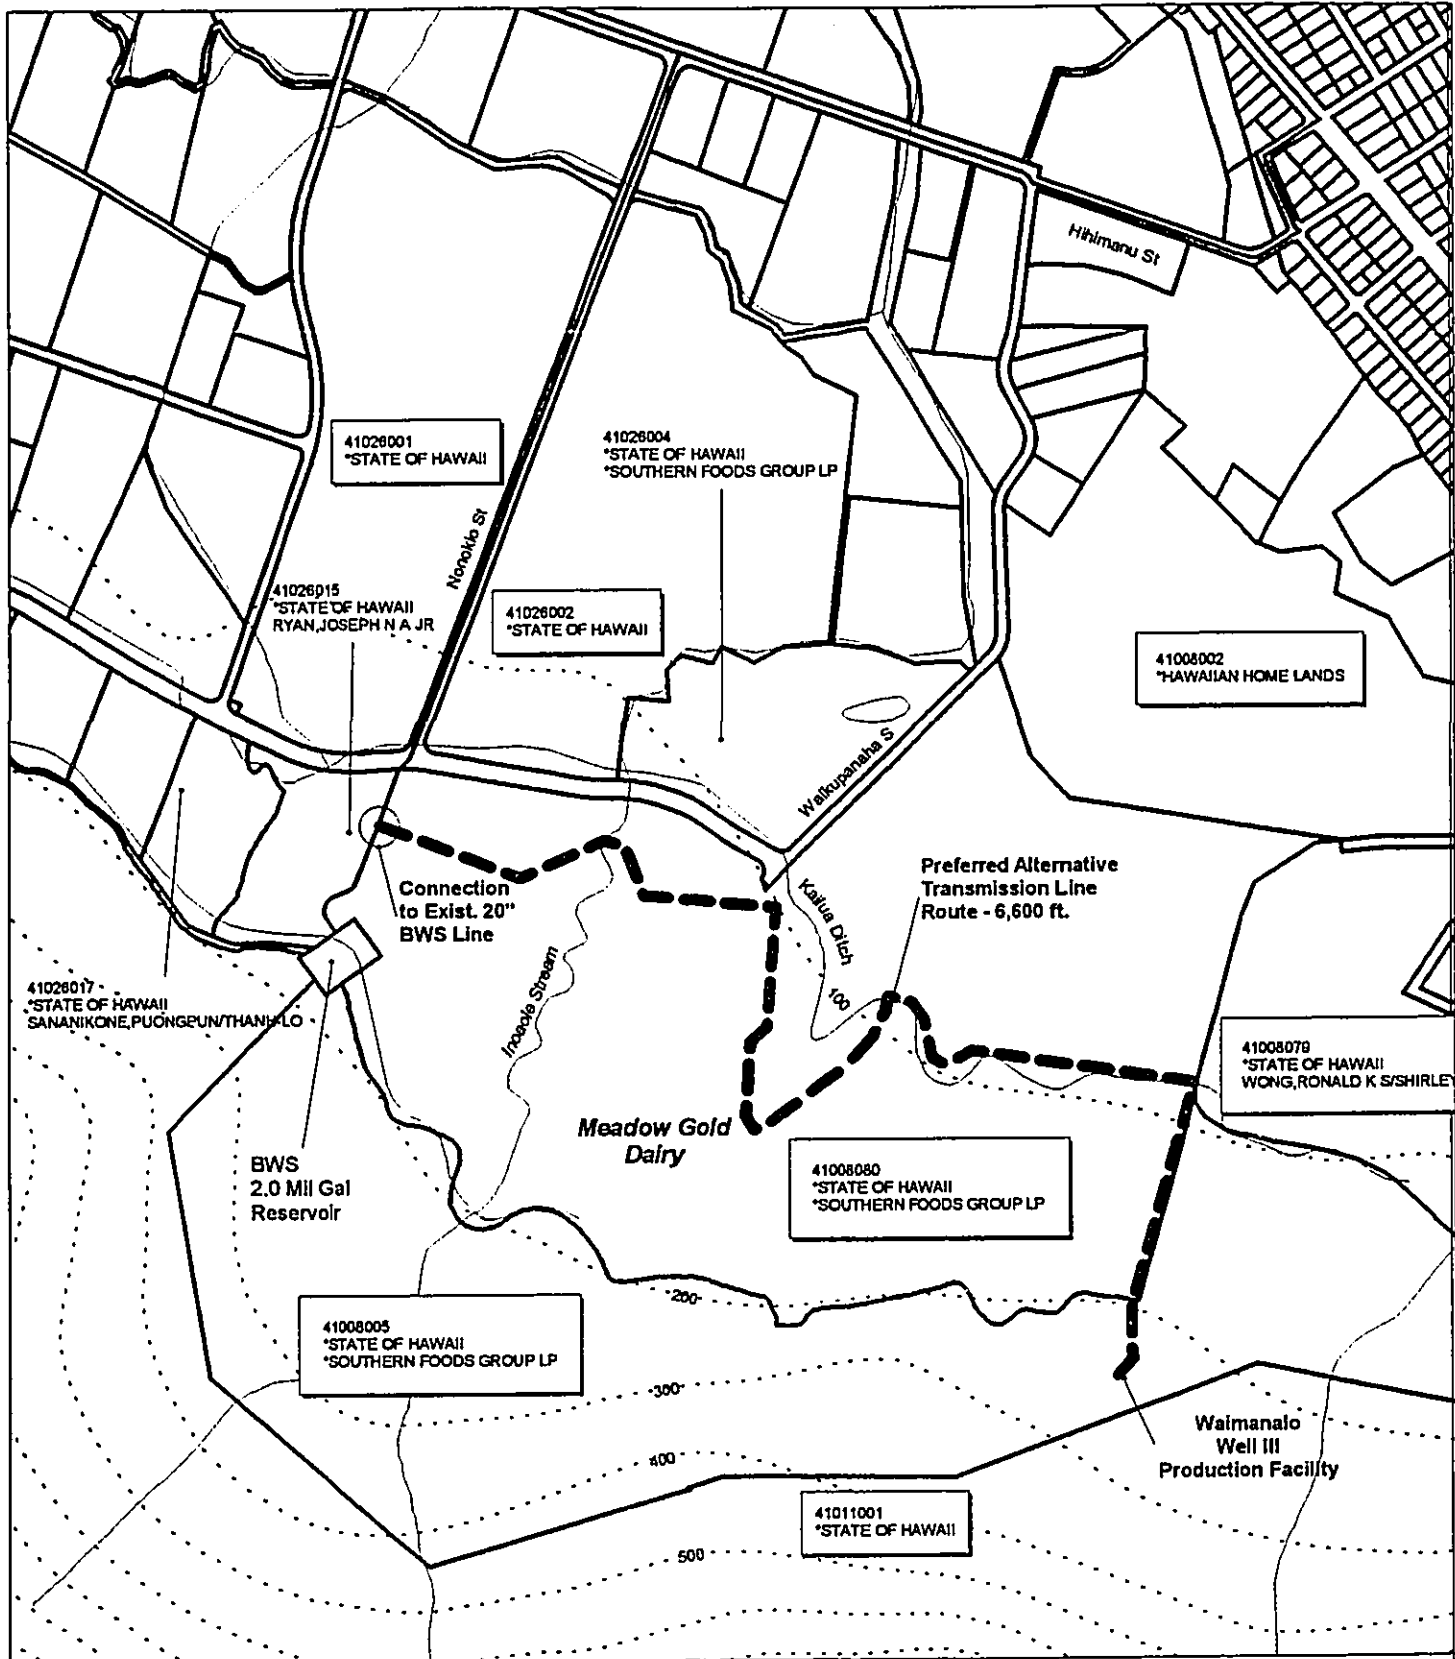 Hihimanu St
41026001
*STATE OF HAWAII
41026004
*STATE OF HAWAII
*SOUTHERN FOODS GROUP LP
Nonokio St
41026015
*STATE OF HAWAII
RYAN,JOSEPH N A JR
41026002
*STATE OF HAWAII
41008002
*HAWAIIAN HOME LANDS
Waikupanaha S
Connection
to Exist. 20"
BWS Line
Preferred Alternative
Transmission Line
Route - 6,600 ft.
Kailua Ditch
100
Inoaole Stream
41026017
*STATE OF HAWAII
SANANIKONE,PUONGPUN/THANH-LO
41008079
*STATE OF HAWAII
WONG,RONALD K S/SHIRLEY
Meadow Gold
Dairy
BWS
2.0 Mil Gal
Reservoir
41008080
*STATE OF HAWAII
*SOUTHERN FOODS GROUP LP
200
41008005
*STATE OF HAWAII
*SOUTHERN FOODS GROUP LP
300
400
Waimanalo
Well III
Production Facility
41011001
*STATE OF HAWAII
500